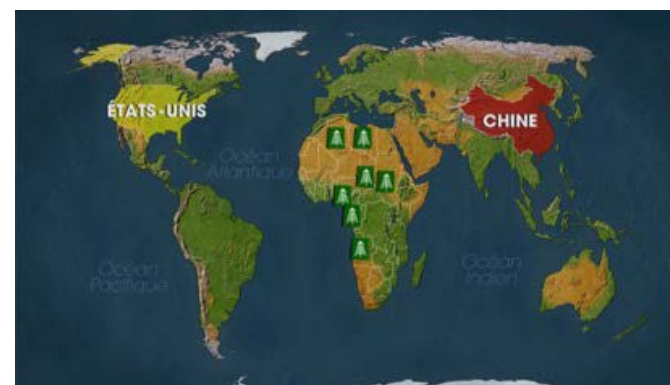 ÉTATS-UNIS
CHINE
Océan
Atlantique
Océan
Pacifique
Océan
Indien